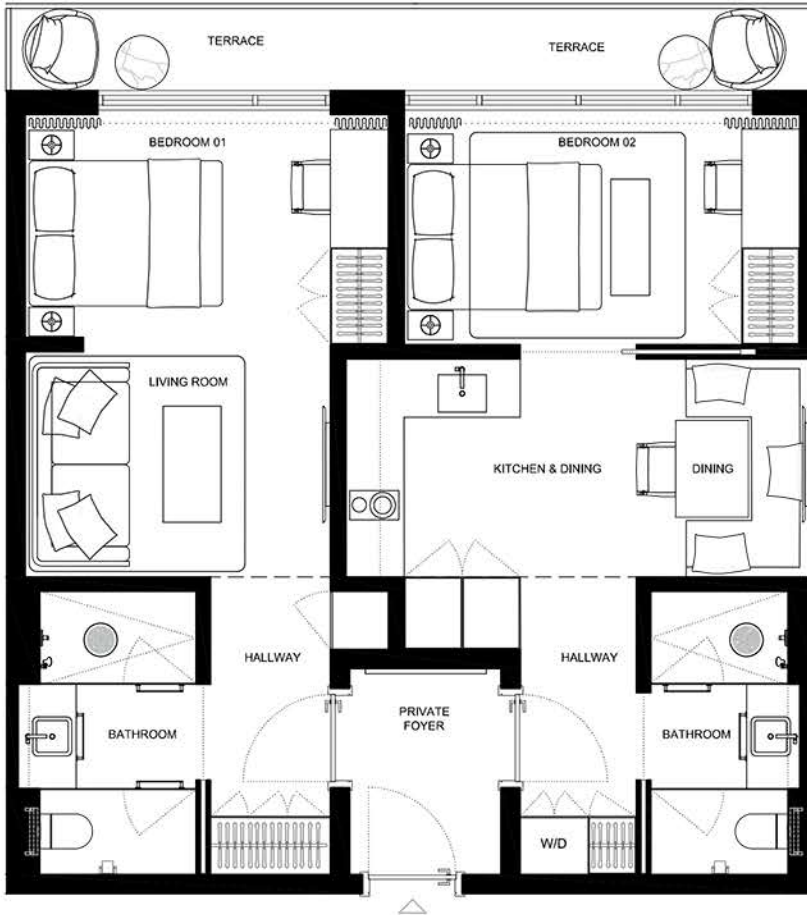 TERRACE
TERRACE
BEDROOM 01
BEDROOM 02
LIVING ROOM
KITCHEN & DINING
DINING
HALLWAY
HALLWAY
PRIVATE
FOYER
BATHROOM
BATHROOM
W/D